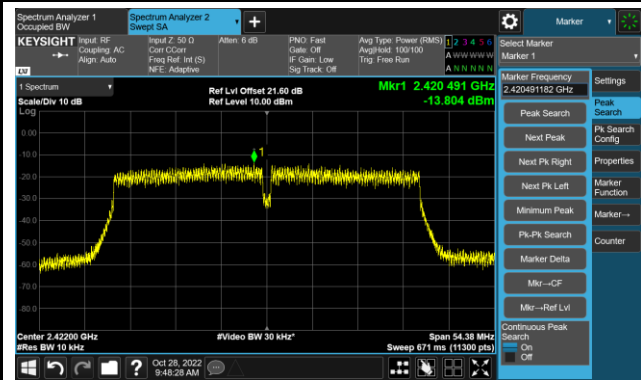 Spectrum Analyzer 1
Occupied BW
Spectrum Analyzer 2
Swept SA
Marker
KEYSIGHT
Input: RF
Coupling: AC
Align: Auto
Input Z: 50 Ω
Corr CCorr
Freq Ref: Int (S)
NFE: Adaptive
Atten: 6 dB
PNO: Fast
Gate: Off
IF Gain: Low
Sig Track: Off
Avg Type: Power (RMS)
Avg|Hold: 100/100
Trig: Free Run
1 2 3 4 5 6
A W W W W W
A N N N N N
LXI
Select Marker
Marker 1
1 Spectrum
Scale/Div 10 dB
Ref Lvl Offset 21.60 dB
Ref Level 10.00 dBm
Mkr1 2.420 491 GHz
-13.804 dBm
Log
0.00
-10.0
-20.0
-30.0
-40.0
-50.0
-60.0
-70.0
-80.0
1
Center 2.42200 GHz
#Res BW 10 kHz
#Video BW 30 kHz*
Span 54.38 MHz
Sweep 671 ms (11300 pts)
Marker Frequency
2.420491182 GHz
Peak Search
Next Peak
Next Pk Right
Next Pk Left
Minimum Peak
Pk-Pk Search
Marker Delta
Mkr→CF
Mkr→Ref Lvl
Continuous Peak
Search
On
Off
Settings
Peak
Search
Pk Search
Config
Properties
Marker
Function
Marker→
Counter
Oct 28, 2022
9:48:28 AM